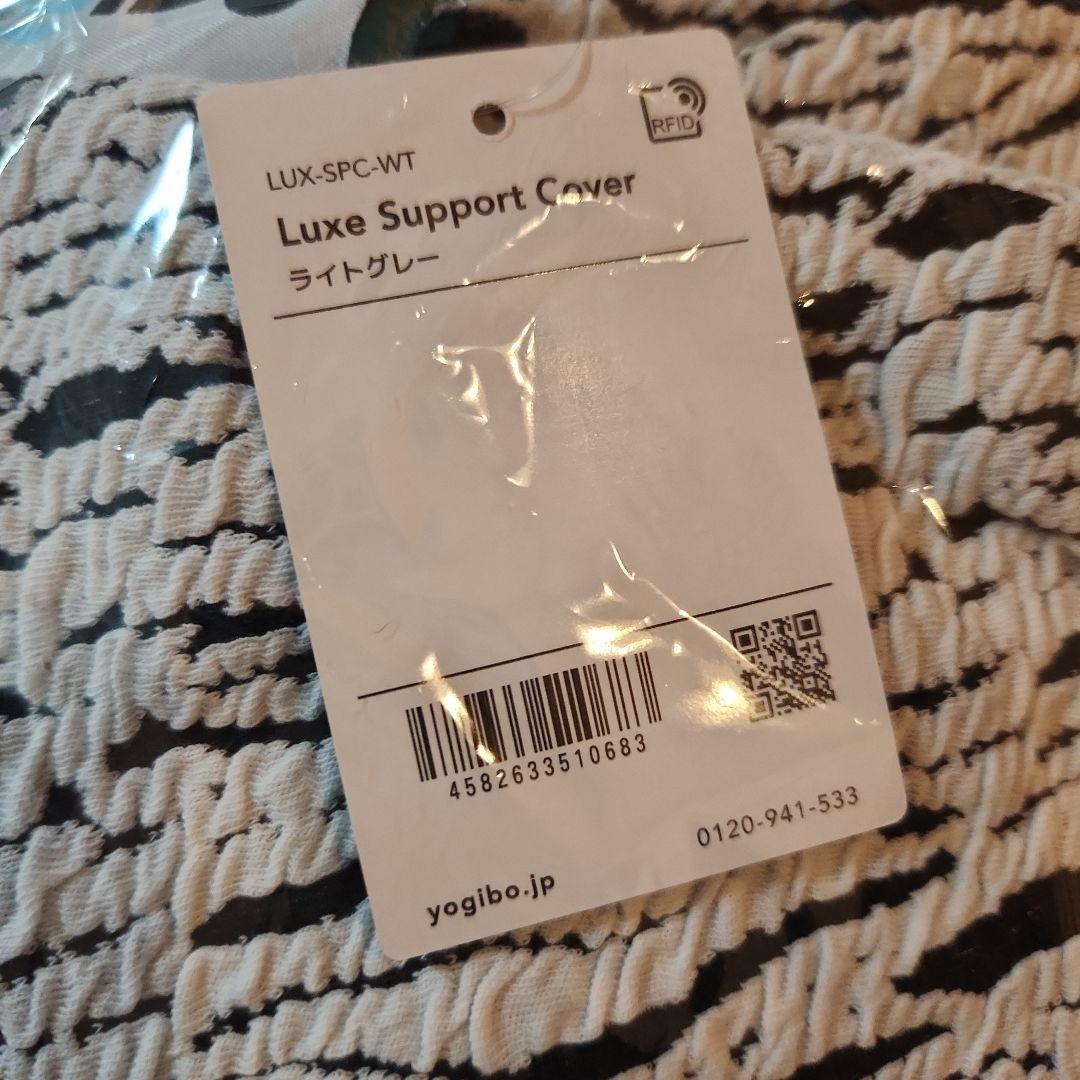 RFID
LUX-SPC-WT
Luxe Support Cover
ライトグレー
4582633510683
0120-941-533
yogibo.jp